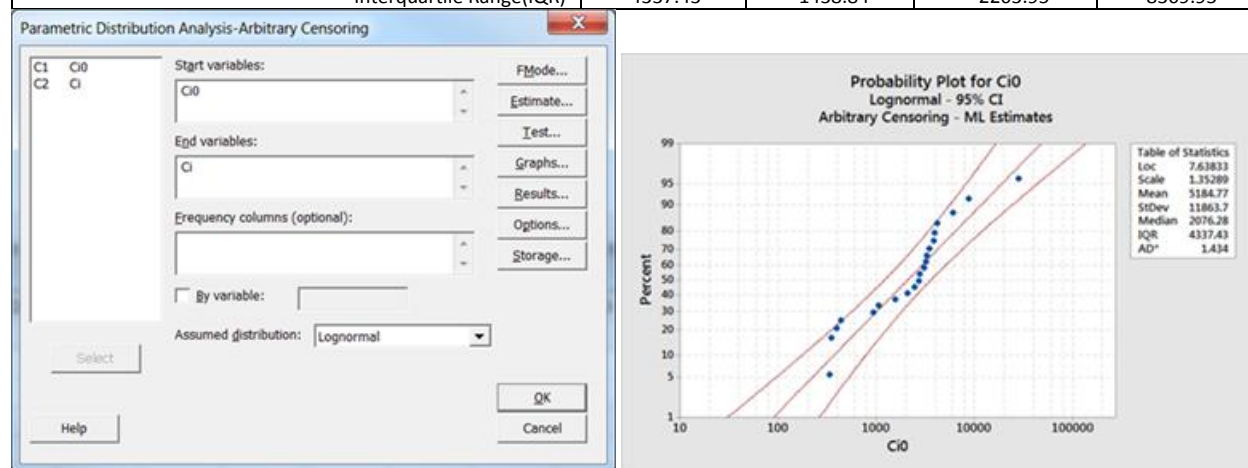 Interquartile Range(IQR) 4337.43 1438.84 2263.95 8309.95
Parametric Distribution Analysis-Arbitrary Censoring
C1 Ci0
C2 Ci
Start variables:
Ci0
End variables:
Ci
Frequency columns (optional):
By variable:
Assumed distribution: Lognormal
FMode...
Estimate...
Test...
Graphs...
Results...
Options...
Storage...
Select
Help
OK
Cancel
Probability Plot for Ci0
Lognormal - 95% CI
Arbitrary Censoring - ML Estimates
Percent
99
95
90
80
70
60
50
40
30
20
10
5
1
10 100 1000 10000 100000
Ci0
Table of Statistics
Loc 7.63833
Scale 1.35289
Mean 5184.77
StDev 11863.7
Median 2076.28
IQR 4337.43
AD* 1.434